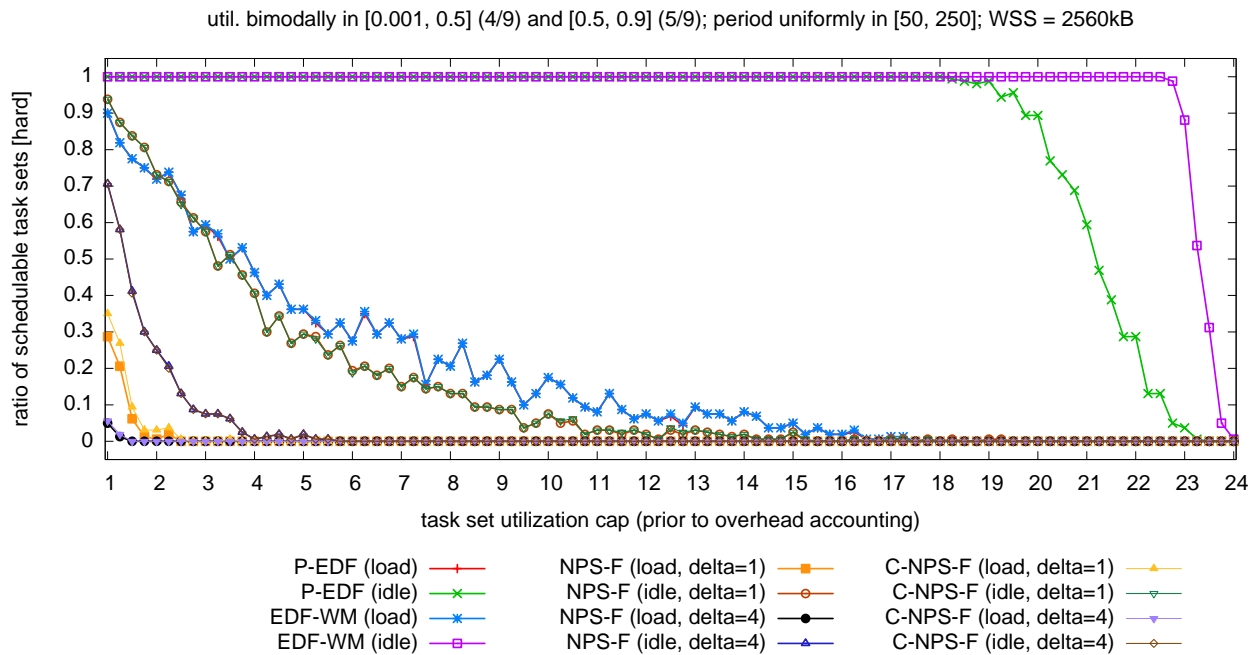 util. bimodally in [0.001, 0.5] (4/9) and [0.5, 0.9] (5/9); period uniformly in [50, 250]; WSS = 2560kB
ratio of schedulable task sets [hard]
1
0.9
0.8
0.7
0.6
0.5
0.4
0.3
0.2
0.1
0
1 2 3 4 5 6 7 8 9 10 11 12 13 14 15 16 17 18 19 20 21 22 23 24
task set utilization cap (prior to overhead accounting)
P-EDF (load) NPS-F (load, delta=1) C-NPS-F (load, delta=1)
P-EDF (idle) NPS-F (idle, delta=1) C-NPS-F (idle, delta=1)
EDF-WM (load) NPS-F (load, delta=4) C-NPS-F (load, delta=4)
EDF-WM (idle) NPS-F (idle, delta=4) C-NPS-F (idle, delta=4)